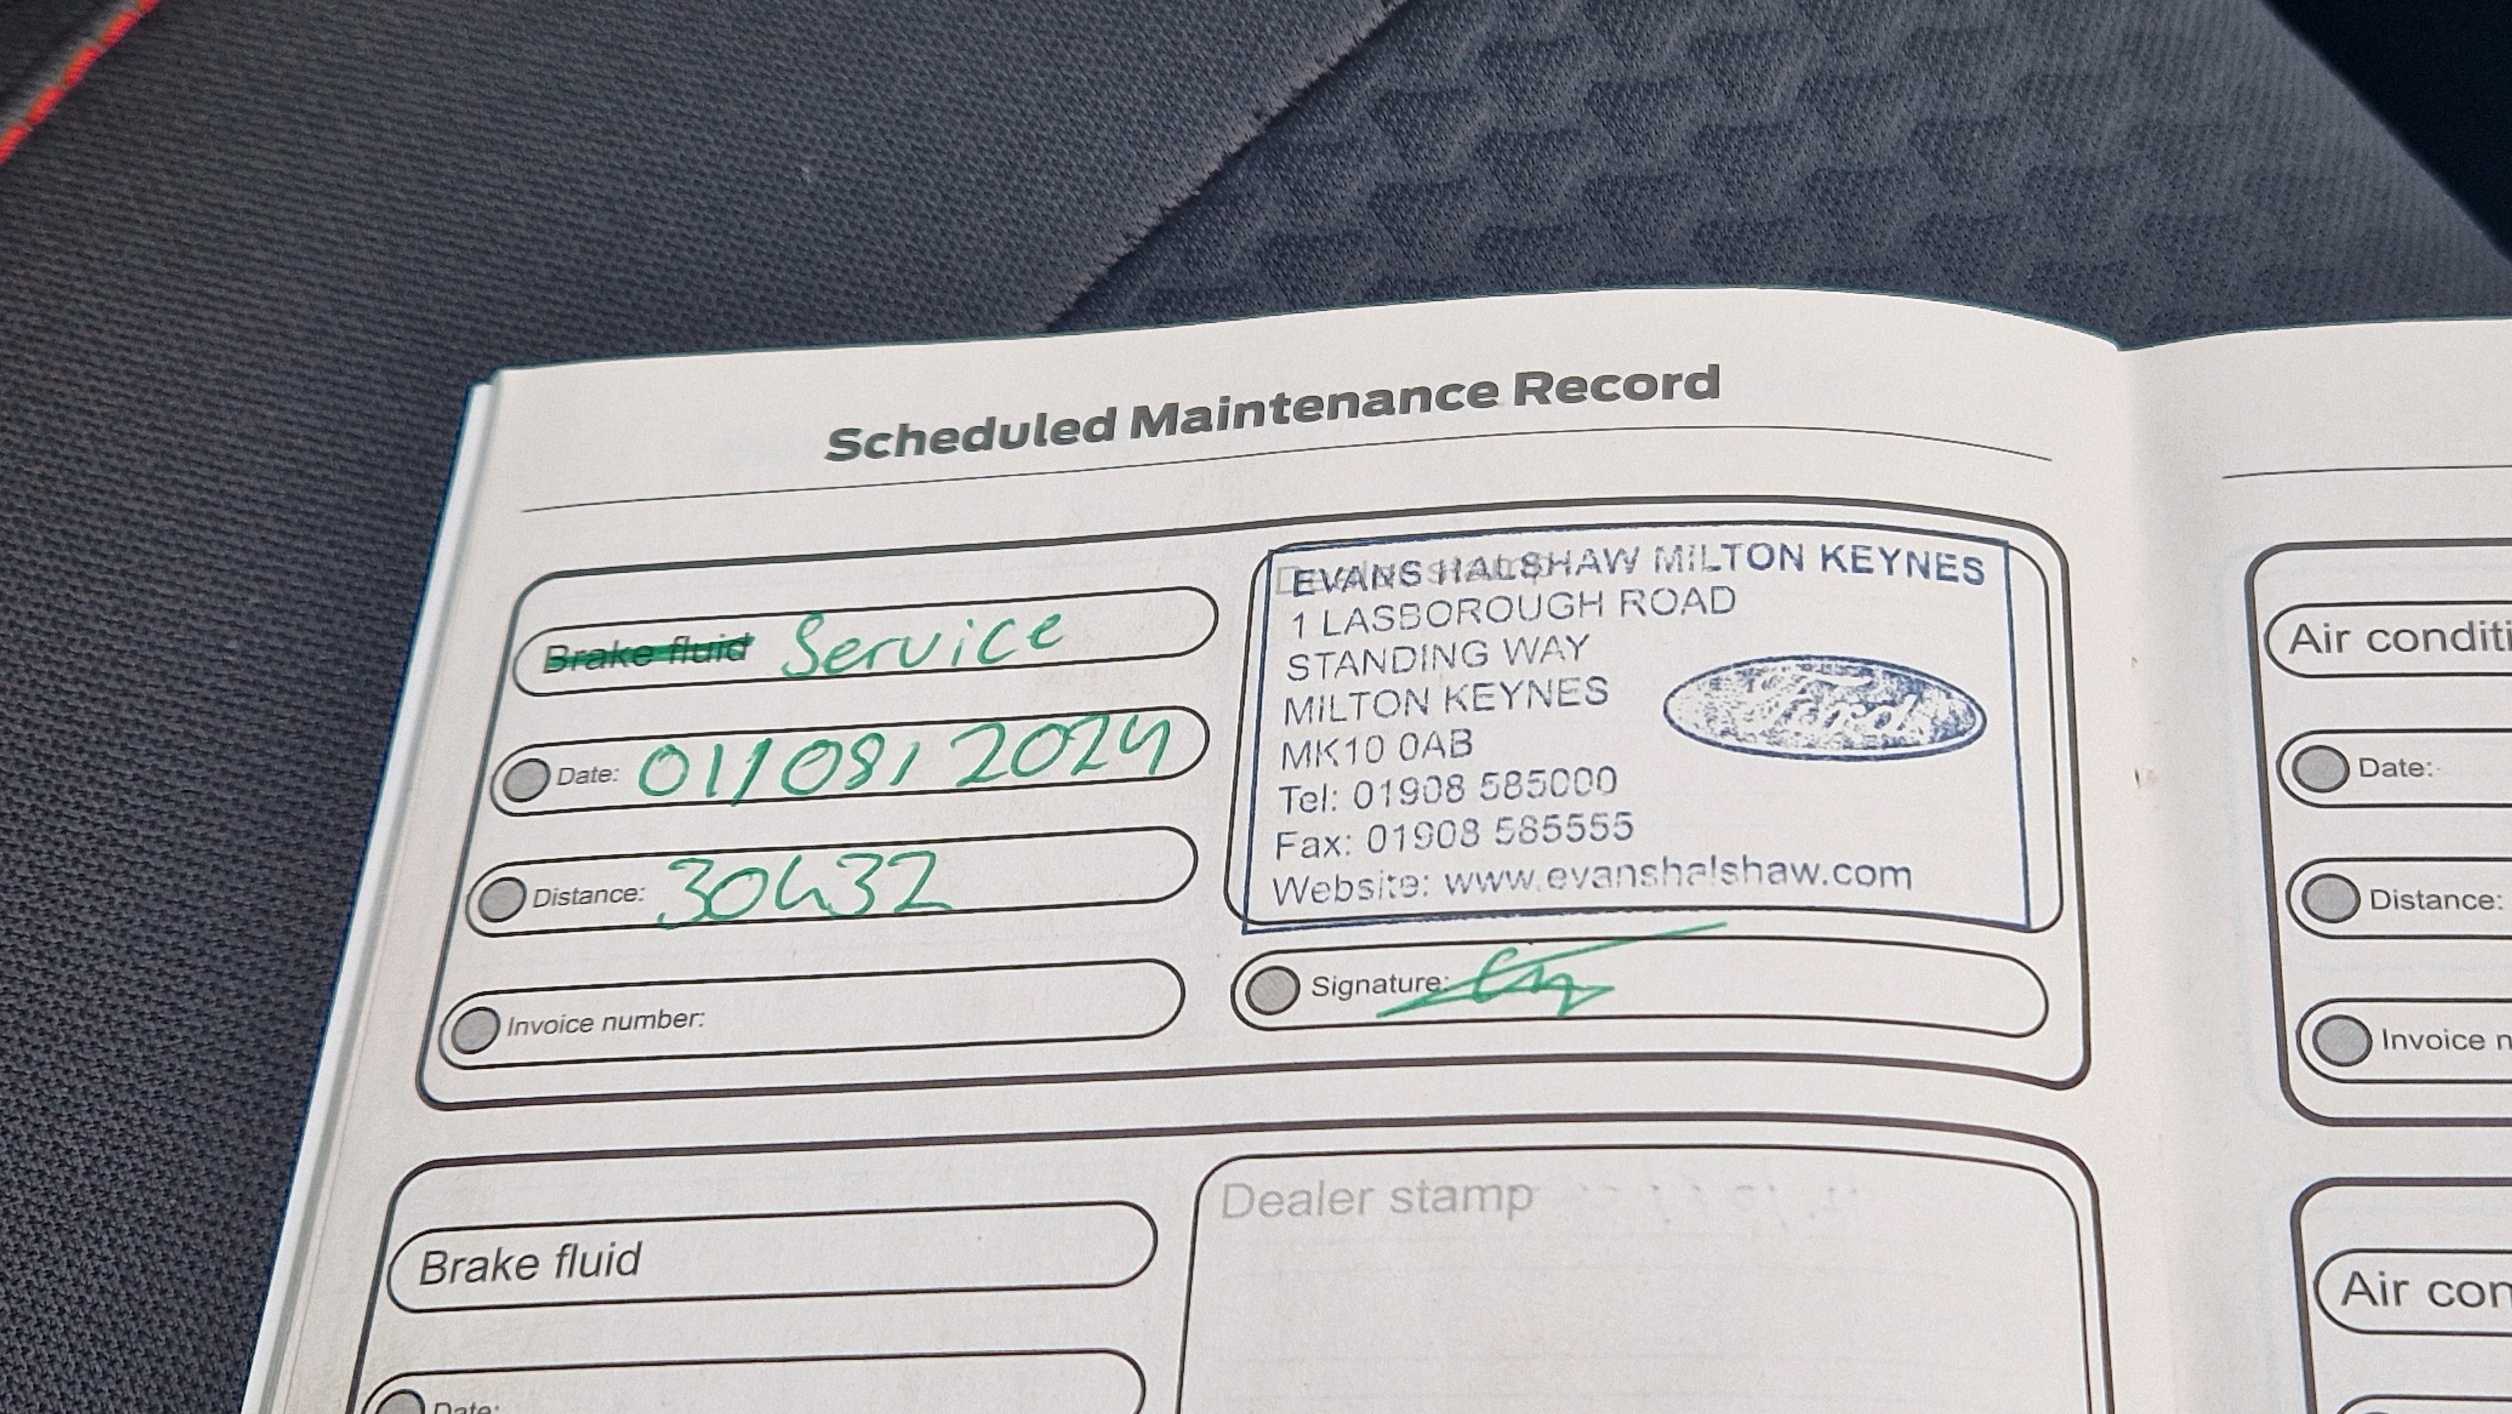 Scheduled Maintenance Record
Brake fluid Service
Date: 01/08/2024
Distance: 30432
Invoice number:
EVANS HALSHAW MILTON KEYNES
1 LASBOROUGH ROAD
STANDING WAY
MILTON KEYNES
MK10 0AB
Tel: 01908 585000
Fax: 01908 585555
Website: www.evanshalshaw.com
Ford
Signature:
Brake fluid
Date:
Dealer stamp
Air conditi
Date:
Distance:
Invoice n
Air con